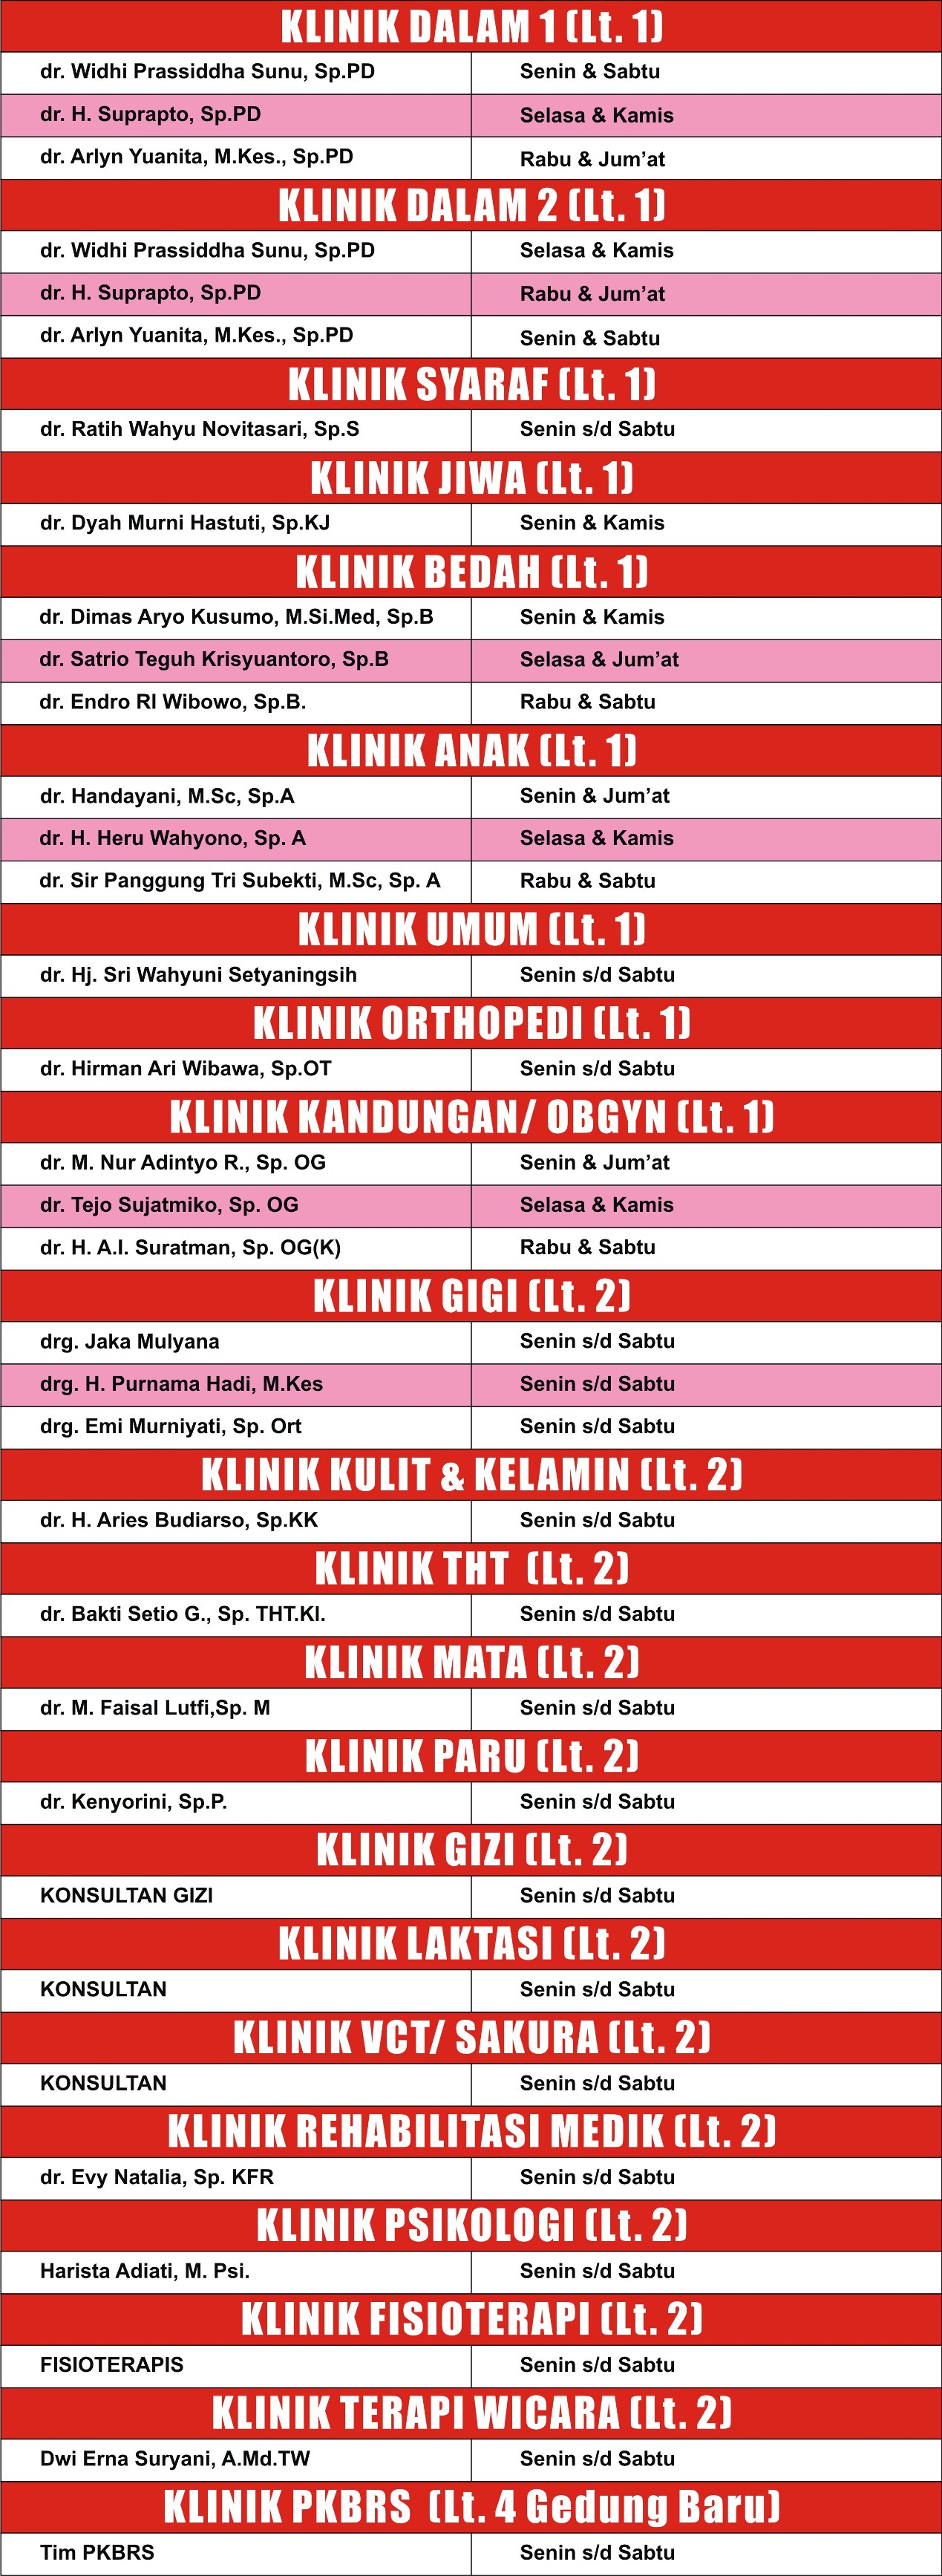 KLINIK DALAM 1 (Lt. 1)
dr. Widhi Prassiddha Sunu, Sp.PD Senin & Sabtu
dr. H. Suprapto, Sp.PD Selasa & Kamis
dr. Arlyn Yuanita, M.Kes., Sp.PD Rabu & Jum’at
KLINIK DALAM 2 (Lt. 1)
dr. Widhi Prassiddha Sunu, Sp.PD Selasa & Kamis
dr. H. Suprapto, Sp.PD Rabu & Jum’at
dr. Arlyn Yuanita, M.Kes., Sp.PD Senin & Sabtu
KLINIK SYARAF (Lt. 1)
dr. Ratih Wahyu Novitasari, Sp.S Senin s/d Sabtu
KLINIK JIWA (Lt. 1)
dr. Dyah Murni Hastuti, Sp.KJ Senin & Kamis
KLINIK BEDAH (Lt. 1)
dr. Dimas Aryo Kusumo, M.Si.Med, Sp.B Senin & Kamis
dr. Satrio Teguh Krisyuantoro, Sp.B Selasa & Jum’at
dr. Endro RI Wibowo, Sp.B. Rabu & Sabtu
KLINIK ANAK (Lt. 1)
dr. Handayani, M.Sc, Sp.A Senin & Jum’at
dr. H. Heru Wahyono, Sp. A Selasa & Kamis
dr. Sir Panggung Tri Subekti, M.Sc, Sp. A Rabu & Sabtu
KLINIK UMUM (Lt. 1)
dr. Hj. Sri Wahyuni Setyaningsih Senin s/d Sabtu
KLINIK ORTHOPEDI (Lt. 1)
dr. Hirman Ari Wibawa, Sp.OT Senin s/d Sabtu
KLINIK KANDUNGAN/ OBGYN (Lt. 1)
dr. M. Nur Adintyo R., Sp. OG Senin & Jum’at
dr. Tejo Sujatmiko, Sp. OG Selasa & Kamis
dr. H. A.I. Suratman, Sp. OG(K) Rabu & Sabtu
KLINIK GIGI (Lt. 2)
drg. Jaka Mulyana Senin s/d Sabtu
drg. H. Purnama Hadi, M.Kes Senin s/d Sabtu
drg. Emi Murniyati, Sp. Ort Senin s/d Sabtu
KLINIK KULIT & KELAMIN (Lt. 2)
dr. H. Aries Budiarso, Sp.KK Senin s/d Sabtu
KLINIK THT (Lt. 2)
dr. Bakti Setio G., Sp. THT.Kl. Senin s/d Sabtu
KLINIK MATA (Lt. 2)
dr. M. Faisal Lutfi,Sp. M Senin s/d Sabtu
KLINIK PARU (Lt. 2)
dr. Kenyorini, Sp.P. Senin s/d Sabtu
KLINIK GIZI (Lt. 2)
KONSULTAN GIZI Senin s/d Sabtu
KLINIK LAKTASI (Lt. 2)
KONSULTAN Senin s/d Sabtu
KLINIK VCT/ SAKURA (Lt. 2)
KONSULTAN Senin s/d Sabtu
KLINIK REHABILITASI MEDIK (Lt. 2)
dr. Evy Natalia, Sp. KFR Senin s/d Sabtu
KLINIK PSIKOLOGI (Lt. 2)
Harista Adiati, M. Psi. Senin s/d Sabtu
KLINIK FISIOTERAPI (Lt. 2)
FISIOTERAPIS Senin s/d Sabtu
KLINIK TERAPI WICARA (Lt. 2)
Dwi Erna Suryani, A.Md.TW Senin s/d Sabtu
KLINIK PKBRS (Lt. 4 Gedung Baru)
Tim PKBRS Senin s/d Sabtu